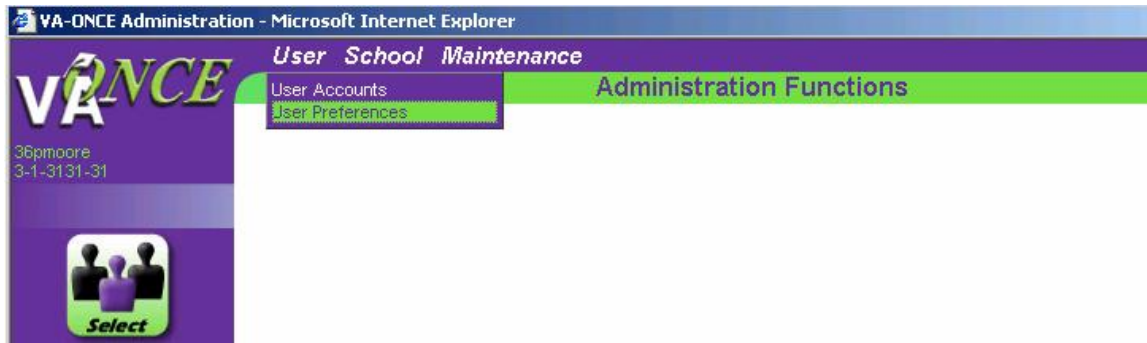 VA-ONCE Administration - Microsoft Internet Explorer
User School Maintenance
VA ONCE
Administration Functions
User Accounts
User Preferences
36pmoore
3-1-3131-31
Select